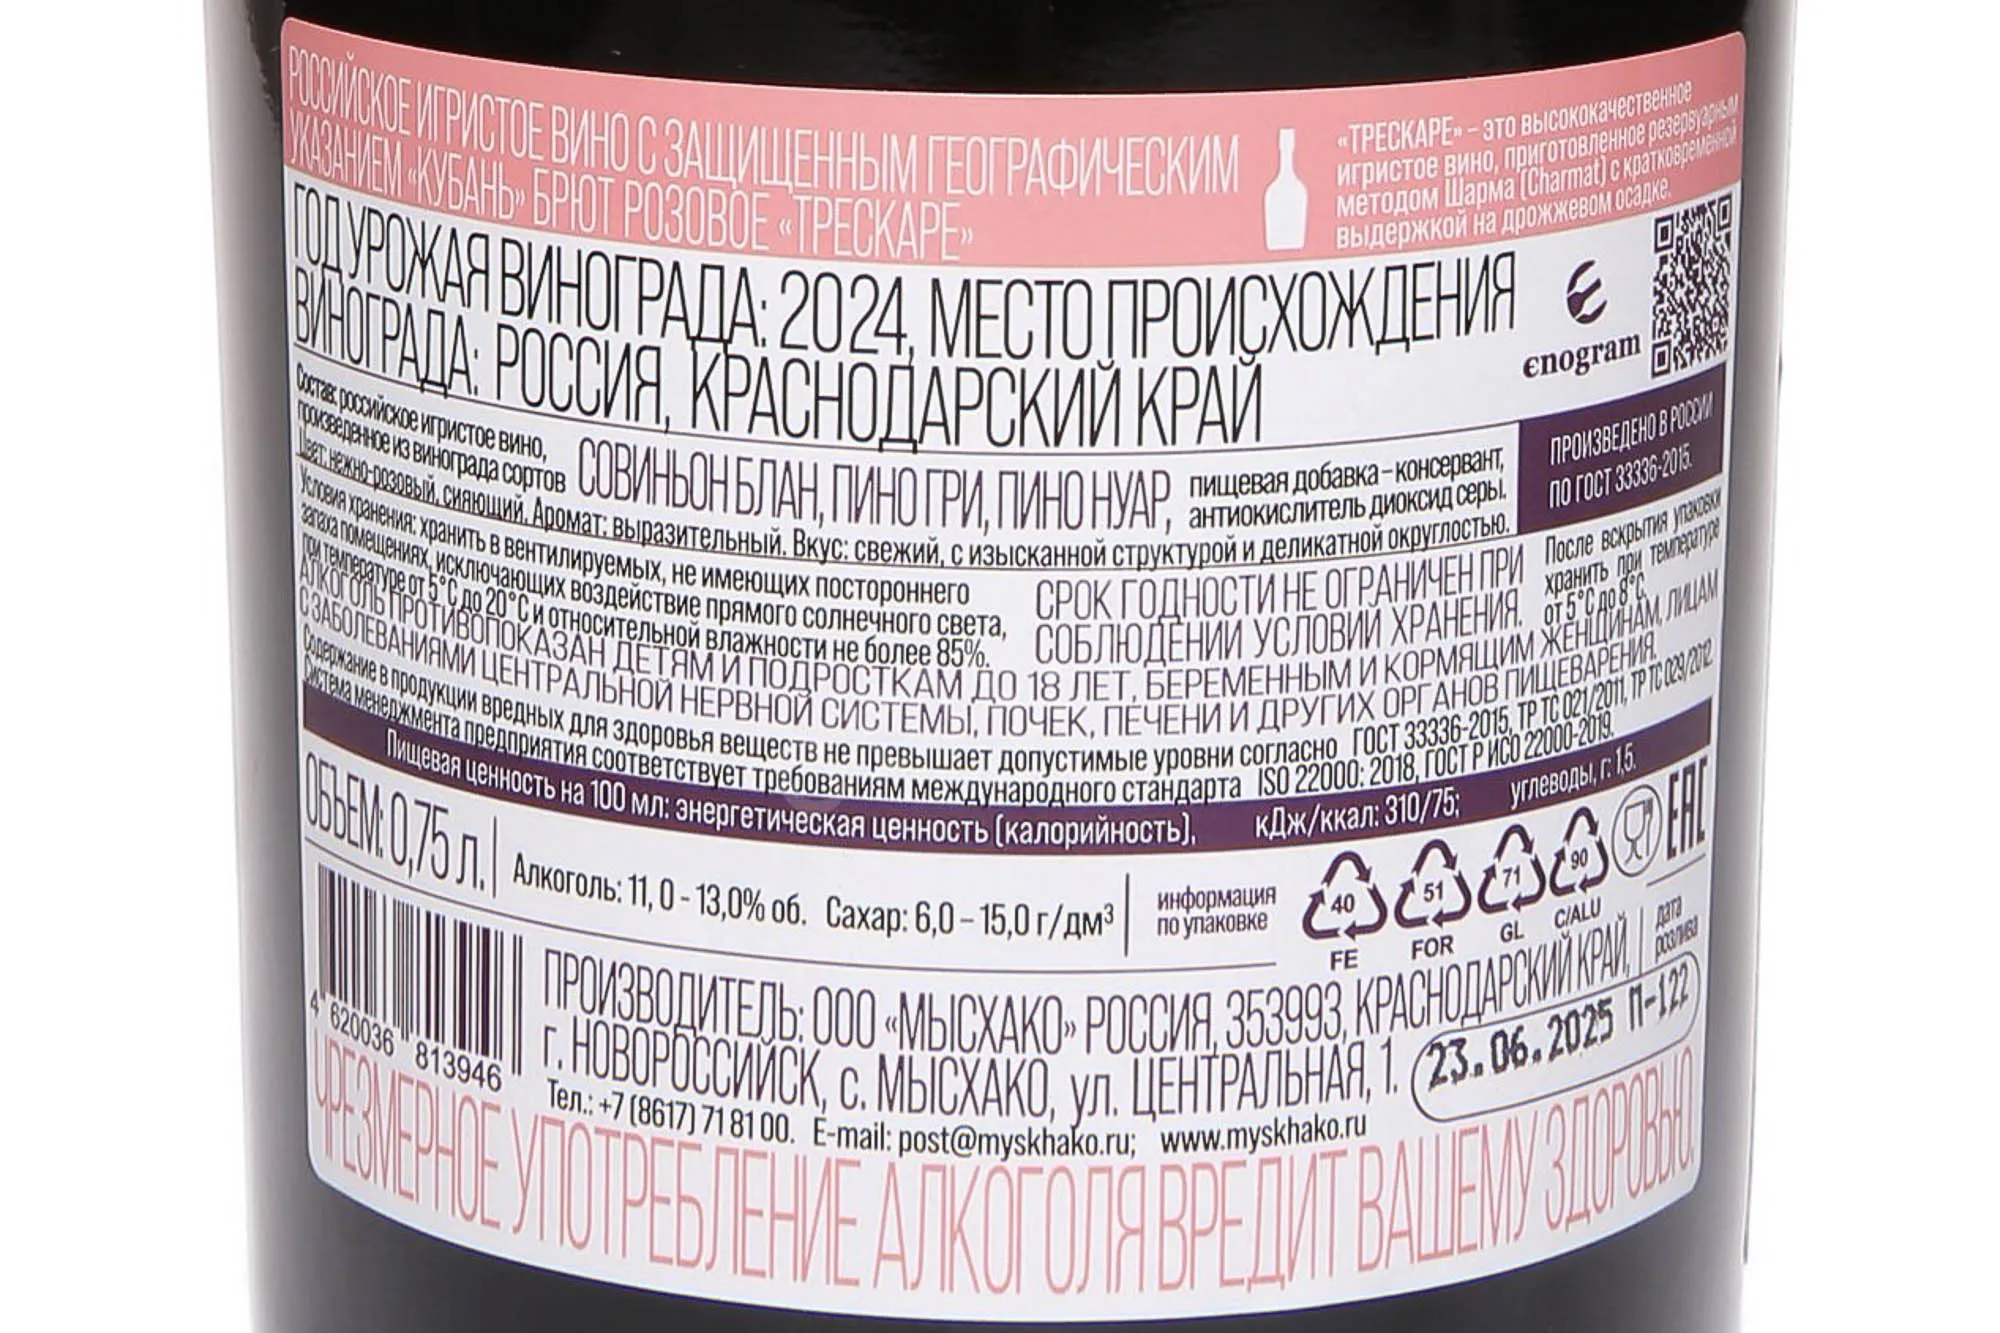 РОССИЙСКОЕ ИГРИСТОЕ ВИНО С ЗАЩИЩЕННЫМ ГЕОГРАФИЧЕСКИМ
УКАЗАНИЕМ «КУБАНЬ» БРЮТ РОЗОВОЕ «ТРЕСКАРЕ»
«ТРЕСКАРЕ» – это высококачественное
игристое вино, приготовленное резервуарным
методом Шарма (Charmat) с кратковременной
выдержкой на дрожжевом осадке.
ГОД УРОЖАЯ ВИНОГРАДА: 2024, МЕСТО ПРОИСХОЖДЕНИЯ
ВИНОГРАДА: РОССИЯ, КРАСНОДАРСКИЙ КРАЙ
єnogram
Состав: российское игристое вино,
произведенное из винограда сортов
СОВИНЬОН БЛАН, ПИНО ГРИ, ПИНО НУАР,
пищевая добавка – консервант,
антиокислитель диоксид серы.
ПРОИЗВЕДЕНО В РОССИИ
ПО ГОСТ 33336-2015.
Цвет: нежно-розовый, сияющий. Аромат: выразительный. Вкус: свежий, с изысканной структурой и деликатной округлостью.
Условия хранения: хранить в вентилируемых, не имеющих постороннего
запаха помещениях, исключающих воздействие прямого солнечного света,
при температуре от 5°С до 20°С и относительной влажности не более 85%.
СРОК ГОДНОСТИ НЕ ОГРАНИЧЕН ПРИ
СОБЛЮДЕНИИ УСЛОВИЙ ХРАНЕНИЯ.
После вскрытия упаковки
хранить при температуре
от 5°С до 8°С.
АЛКОГОЛЬ ПРОТИВОПОКАЗАН ДЕТЯМ И ПОДРОСТКАМ ДО 18 ЛЕТ, БЕРЕМЕННЫМ И КОРМЯЩИМ ЖЕНЩИНАМ, ЛИЦАМ
С ЗАБОЛЕВАНИЯМИ ЦЕНТРАЛЬНОЙ НЕРВНОЙ СИСТЕМЫ, ПОЧЕК, ПЕЧЕНИ И ДРУГИХ ОРГАНОВ ПИЩЕВАРЕНИЯ.
Содержание в продукции вредных для здоровья веществ не превышает допустимые уровни согласно ГОСТ 33336-2015, ТР ТС 021/2011, ТР ТС 029/2012.
Система менеджмента предприятия соответствует требованиям международного стандарта ISO 22000: 2018, ГОСТ Р ИСО 22000-2019.
Пищевая ценность на 100 мл: энергетическая ценность (калорийность), кДж/ккал: 310/75; углеводы, г: 1,5.
ОБЪЕМ: 0,75 Л.
Алкоголь: 11,0 – 13,0% об. Сахар: 6,0 – 15,0 г/дм³
информация
по упаковке
40 51 71 90
FE FOR GL C/ALU
EAC
4 620036 813946
ПРОИЗВОДИТЕЛЬ: ООО «МЫСХАКО» РОССИЯ, 353993, КРАСНОДАРСКИЙ КРАЙ,
г. НОВОРОССИЙСК, с. МЫСХАКО, ул. ЦЕНТРАЛЬНАЯ, 1.
Тел.: +7 (8617) 71 81 00. E-mail: post@myskhako.ru; www.myskhako.ru
дата
розлива
23.06.2025 П-122
ЧРЕЗМЕРНОЕ УПОТРЕБЛЕНИЕ АЛКОГОЛЯ ВРЕДИТ ВАШЕМУ ЗДОРОВЬЮ.